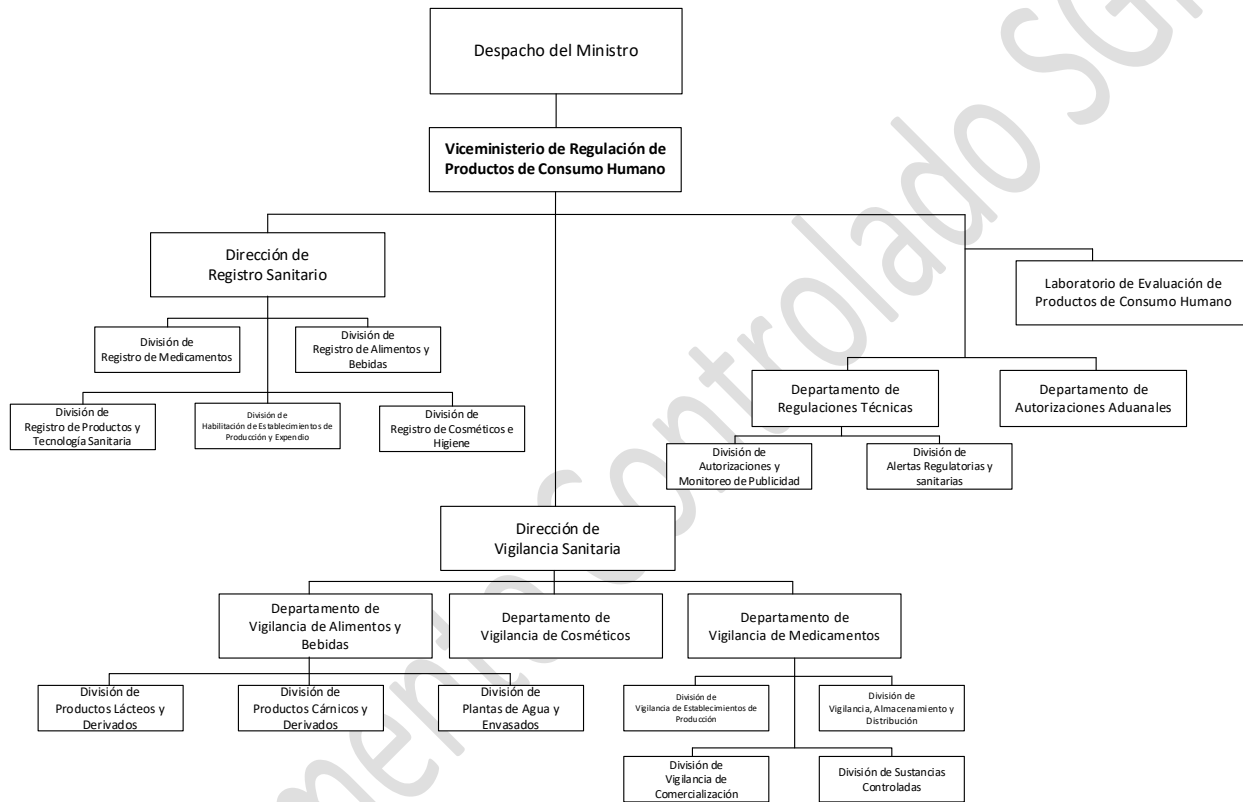 Despacho del Ministro
Viceministerio de Regulación de
Productos de Consumo Humano
Dirección de
Registro Sanitario
Laboratorio de Evaluación de
Productos de Consumo Humano
División de
Registro de Medicamentos
División de
Registro de Alimentos y
Bebidas
Departamento de
Regulaciones Técnicas
Departamento de
Autorizaciones Aduanales
División de
Registro de Productos y
Tecnología Sanitaria
División de
Habilitación de Establecimientos de
Producción y Expendio
División de
Registro de Cosméticos e
Higiene
División de
Autorizaciones y
Monitoreo de Publicidad
División de
Alertas Regulatorias y
sanitarias
Dirección de
Vigilancia Sanitaria
Departamento de
Vigilancia de Alimentos y
Bebidas
Departamento de
Vigilancia de Cosméticos
Departamento de
Vigilancia de Medicamentos
División de
Productos Lácteos y
Derivados
División de
Productos Cárnicos y
Derivados
División de
Plantas de Agua y
Envasados
División de
Vigilancia de Establecimientos de
Producción
División de
Vigilancia, Almacenamiento y
Distribución
División de
Vigilancia de
Comercialización
División de Sustancias
Controladas
Controlado